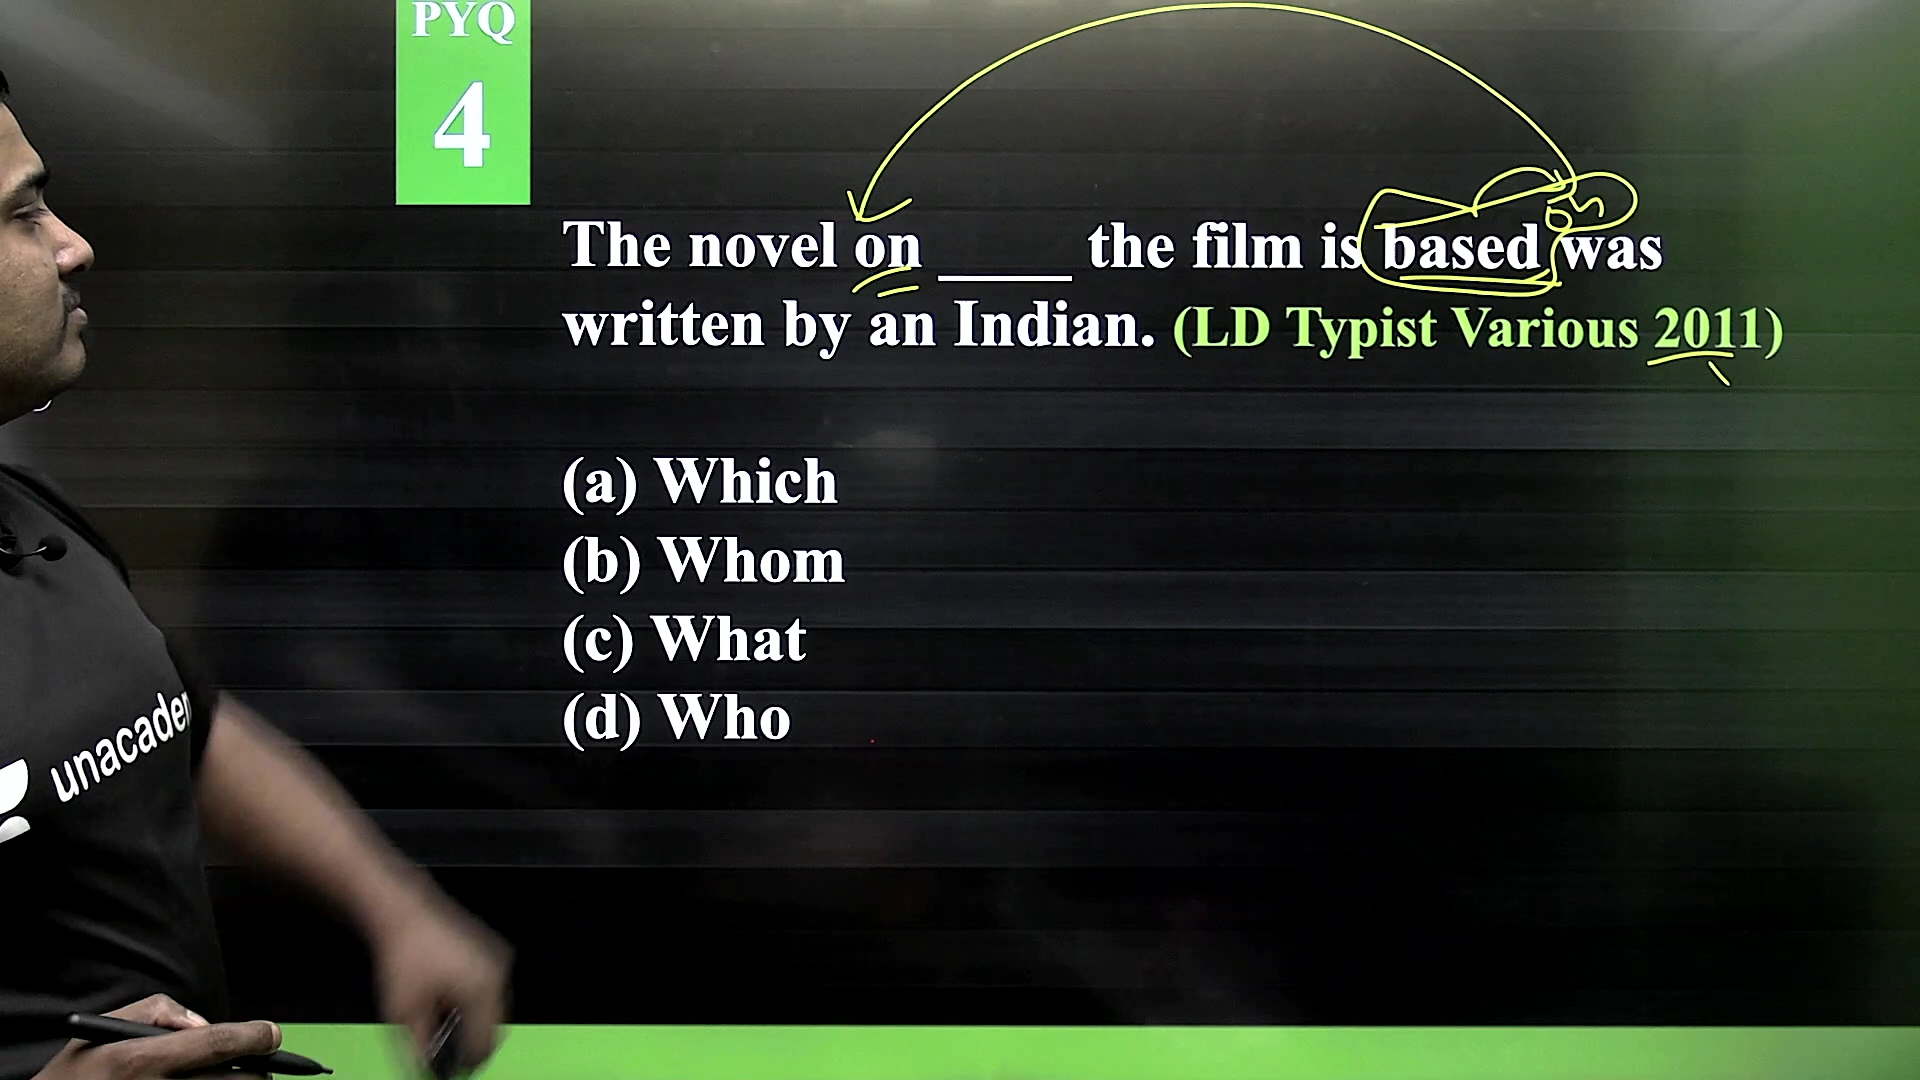 PYQ
4
on
The novel on ____ the film is based was
written by an Indian. (LD Typist Various 2011)
(a) Which
(b) Whom
(c) What
(d) Who